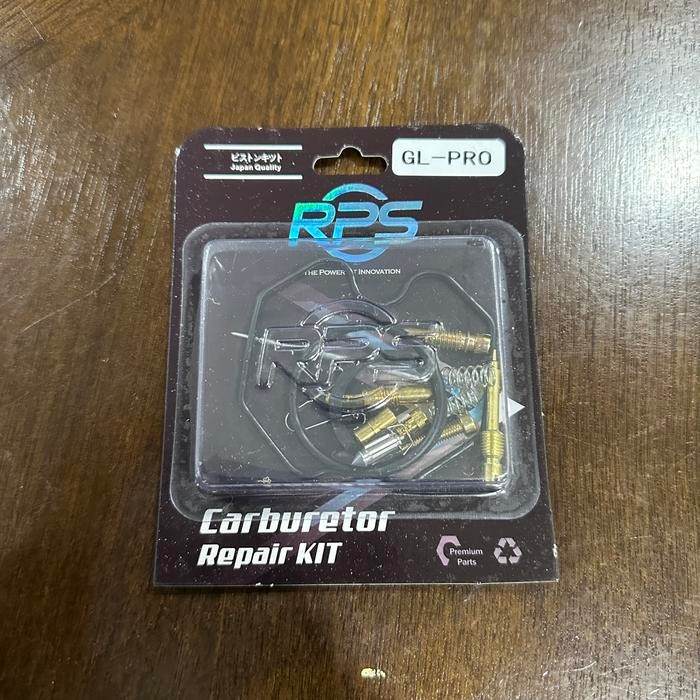 ピストンキット
Japan Quality
GL-PRO
RPS
THE POWER OF INNOVATION
RPS
Carburetor
Repair KIT
Premium
Parts